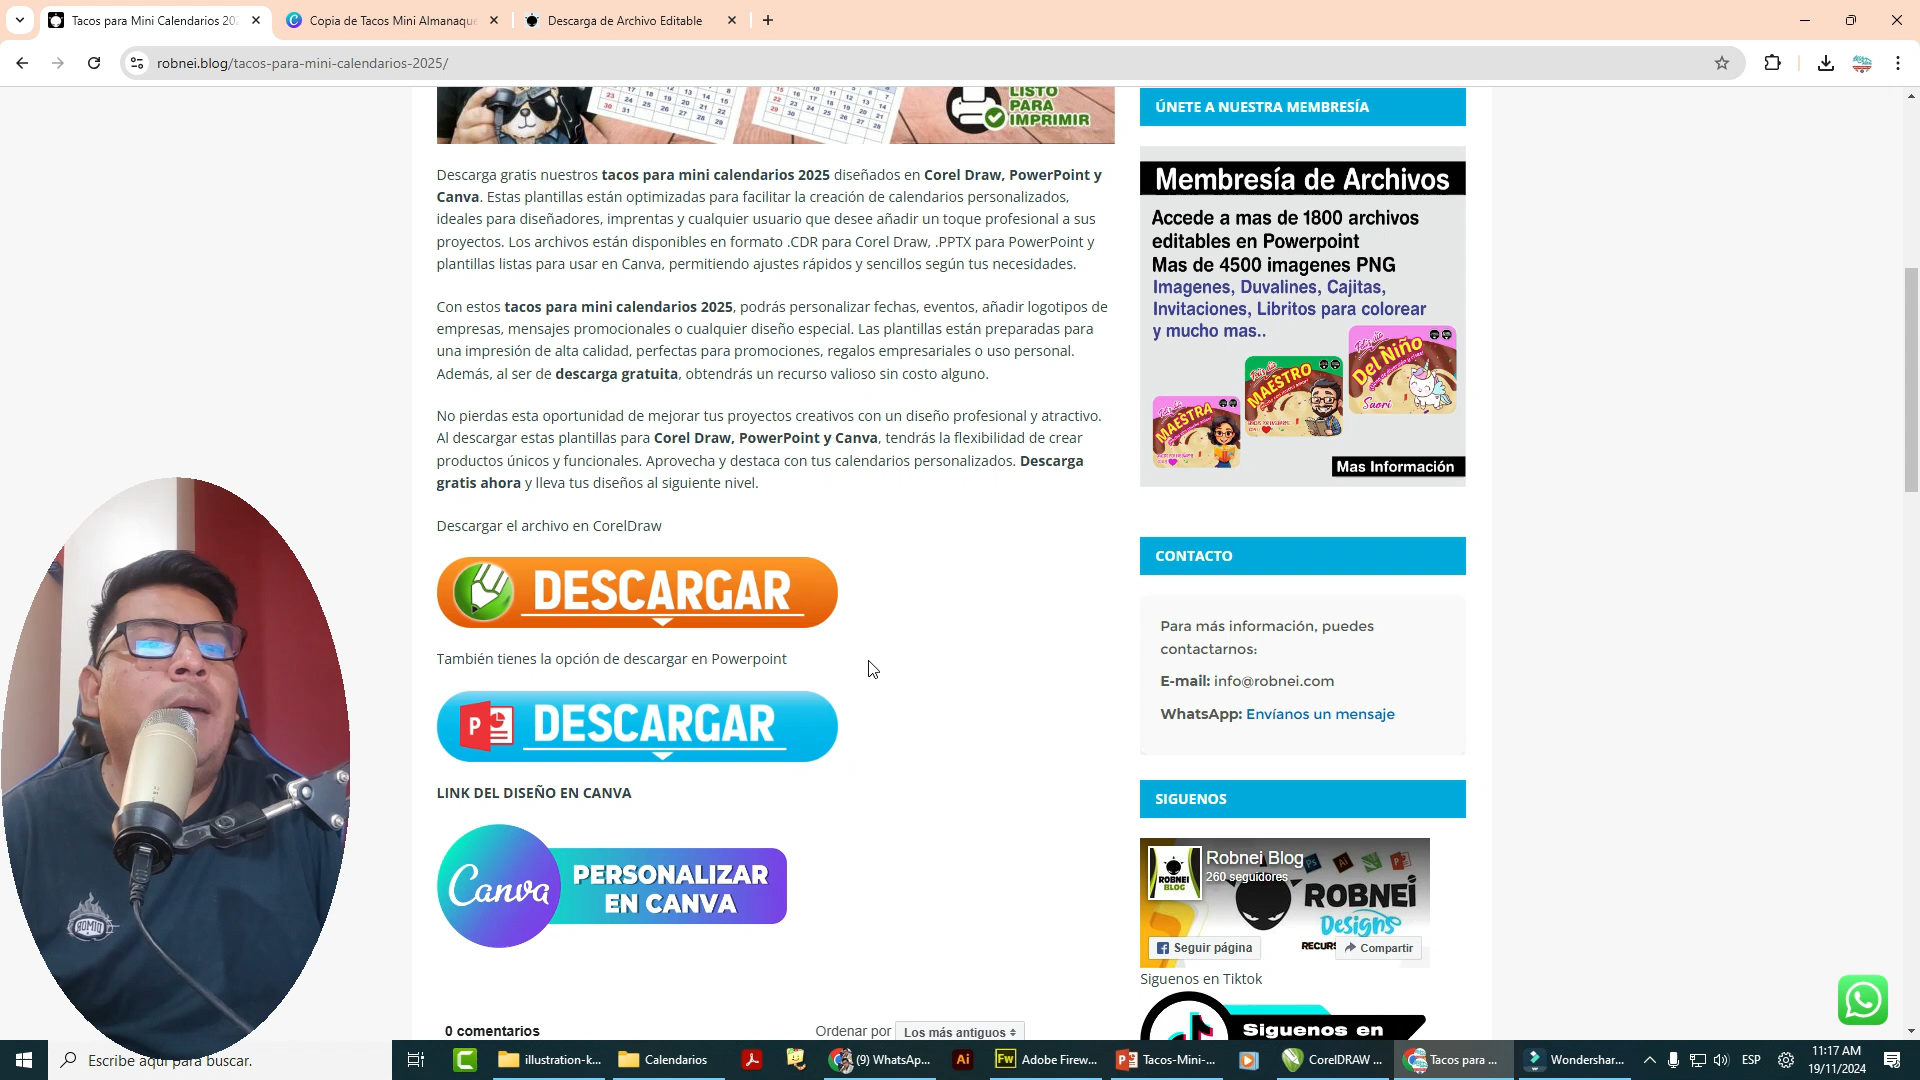 Tacos para Mini Calendarios 202
Copia de Tacos Mini Almanaque
Descarga de Archivo Editable
robnei.blog/tacos-para-mini-calendarios-2025/
LISTO
PARA
IMPRIMIR
Descarga gratis nuestros tacos para mini calendarios 2025 diseñados en Corel Draw, PowerPoint y
Canva. Estas plantillas están optimizadas para facilitar la creación de calendarios personalizados,
ideales para diseñadores, imprentas y cualquier usuario que desee añadir un toque profesional a sus
proyectos. Los archivos están disponibles en formato .CDR para Corel Draw, .PPTX para PowerPoint y
plantillas listas para usar en Canva, permitiendo ajustes rápidos y sencillos según tus necesidades.
Con estos tacos para mini calendarios 2025, podrás personalizar fechas, eventos, añadir logotipos de
empresas, mensajes promocionales o cualquier diseño especial. Las plantillas están preparadas para
una impresión de alta calidad, perfectas para promociones, regalos empresariales o uso personal.
Además, al ser de descarga gratuita, obtendrás un recurso valioso sin costo alguno.
No pierdas esta oportunidad de mejorar tus proyectos creativos con un diseño profesional y atractivo.
Al descargar estas plantillas para Corel Draw, PowerPoint y Canva, tendrás la flexibilidad de crear
productos únicos y funcionales. Aprovecha y destaca con tus calendarios personalizados. Descarga
gratis ahora y lleva tus diseños al siguiente nivel.
Descargar el archivo en CorelDraw
DESCARGAR
También tienes la opción de descargar en Powerpoint
P DESCARGAR
LINK DEL DISEÑO EN CANVA
Canva
PERSONALIZAR
EN CANVA
0 comentarios
Ordenar por Los más antiguos
ÚNETE A NUESTRA MEMBRESÍA
Membresía de Archivos
Accede a mas de 1800 archivos
editables en Powerpoint
Mas de 4500 imagenes PNG
Imagenes, Duvalines, Cajitas,
Invitaciones, Libritos para colorear
y mucho mas..
Feliz día
Del Niño
Saori
Feliz día
MAESTRO
Feliz día
MAESTRA
Mas Información
CONTACTO
Para más información, puedes
contactarnos:
E-mail: info@robnei.com
WhatsApp: Envíanos un mensaje
SIGUENOS
Robnei Blog
260 seguidores
ROBNEI
BLOG
ROBNEI
Designs
RECURS
Seguir página
Compartir
Siguenos en Tiktok
Siguenos en
BOMIQ
Escribe aquí para buscar.
illustration-k...
Calendarios
(9) WhatsAp...
Ai
Fw
Adobe Firew...
Tacos-Mini-...
CorelDRAW ...
Tacos para ...
Wondershar...
ESP
11:17 AM
19/11/2024